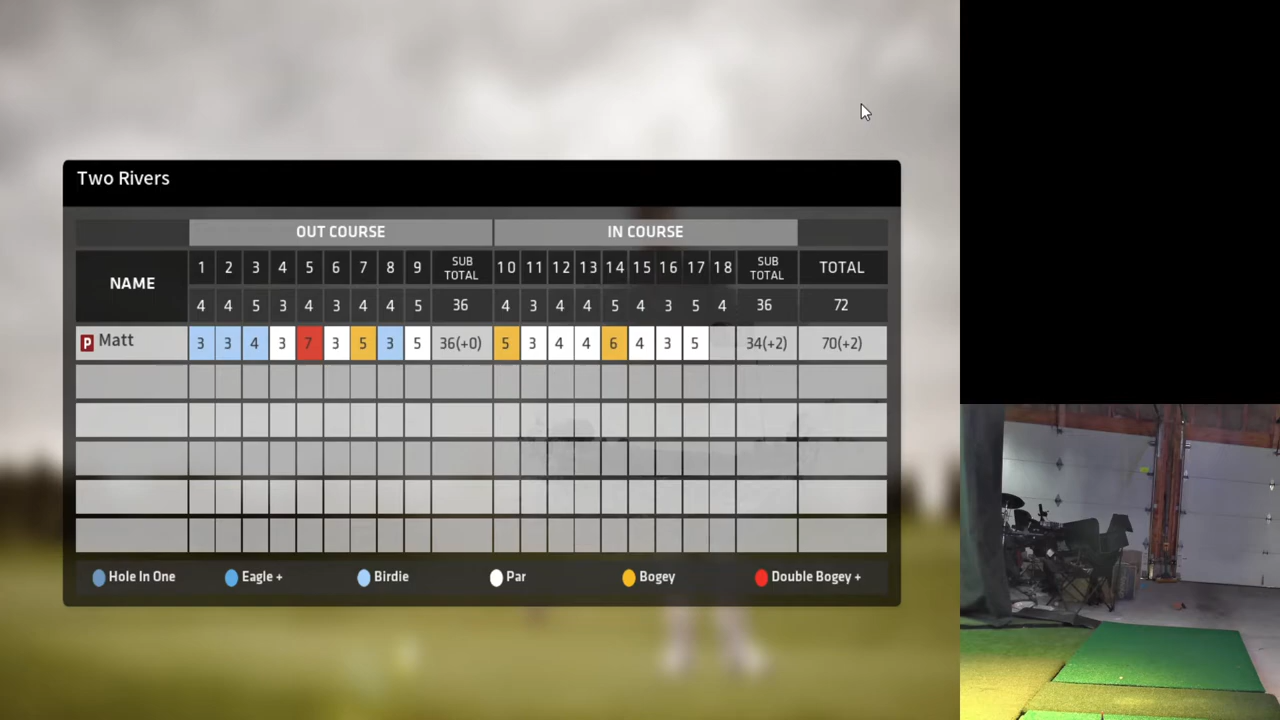 Two Rivers
OUT COURSE IN COURSE
NAME 1 2 3 4 5 6 7 8 9 SUB TOTAL 10 11 12 13 14 15 16 17 18 SUB TOTAL TOTAL
4 4 5 3 4 3 4 4 5 36 4 3 4 4 5 4 3 5 4 36 72
P Matt 3 3 4 3 7 3 5 3 5 36(+0) 5 3 4 4 6 4 3 5 34(+2) 70(+2)
Hole In One Eagle + Birdie Par Bogey Double Bogey +